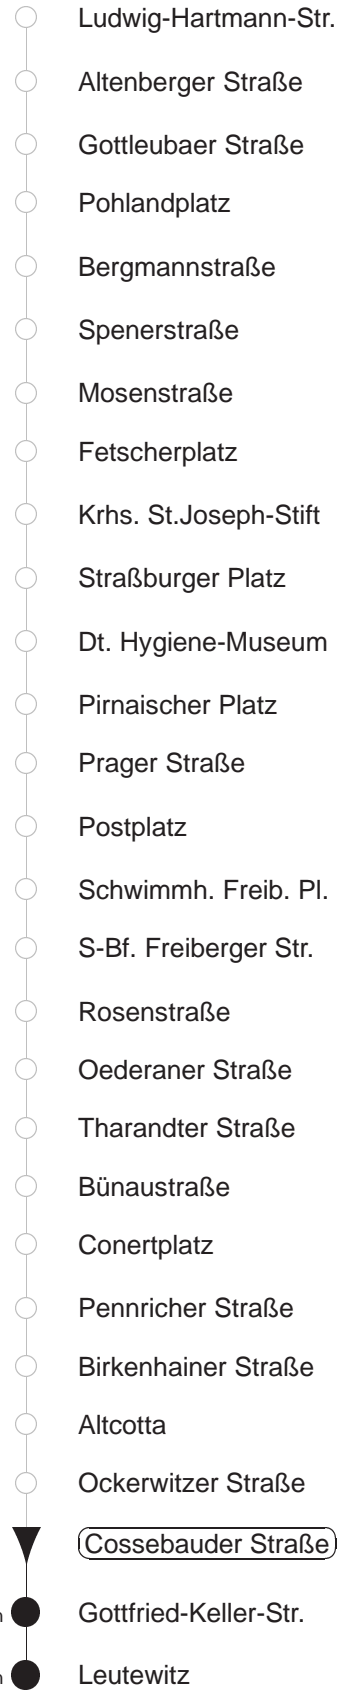 Ludwig-Hartmann-Str.
Altenberger Straße
Gottleubaer Straße
Pohlandplatz
Bergmannstraße
Spenerstraße
Mosenstraße
Fetscherplatz
Krhs. St.Joseph-Stift
Straßburger Platz
Dt. Hygiene-Museum
Pirnaischer Platz
Prager Straße
Postplatz
Schwimmh. Freib. Pl.
S-Bf. Freiberger Str.
Rosenstraße
Oederaner Straße
Tharandter Straße
Bünaustraße
Conertplatz
Pennricher Straße
Birkenhainer Straße
Altcotta
Ockerwitzer Straße
Cossebauder Straße
Gottfried-Keller-Str.
Leutewitz